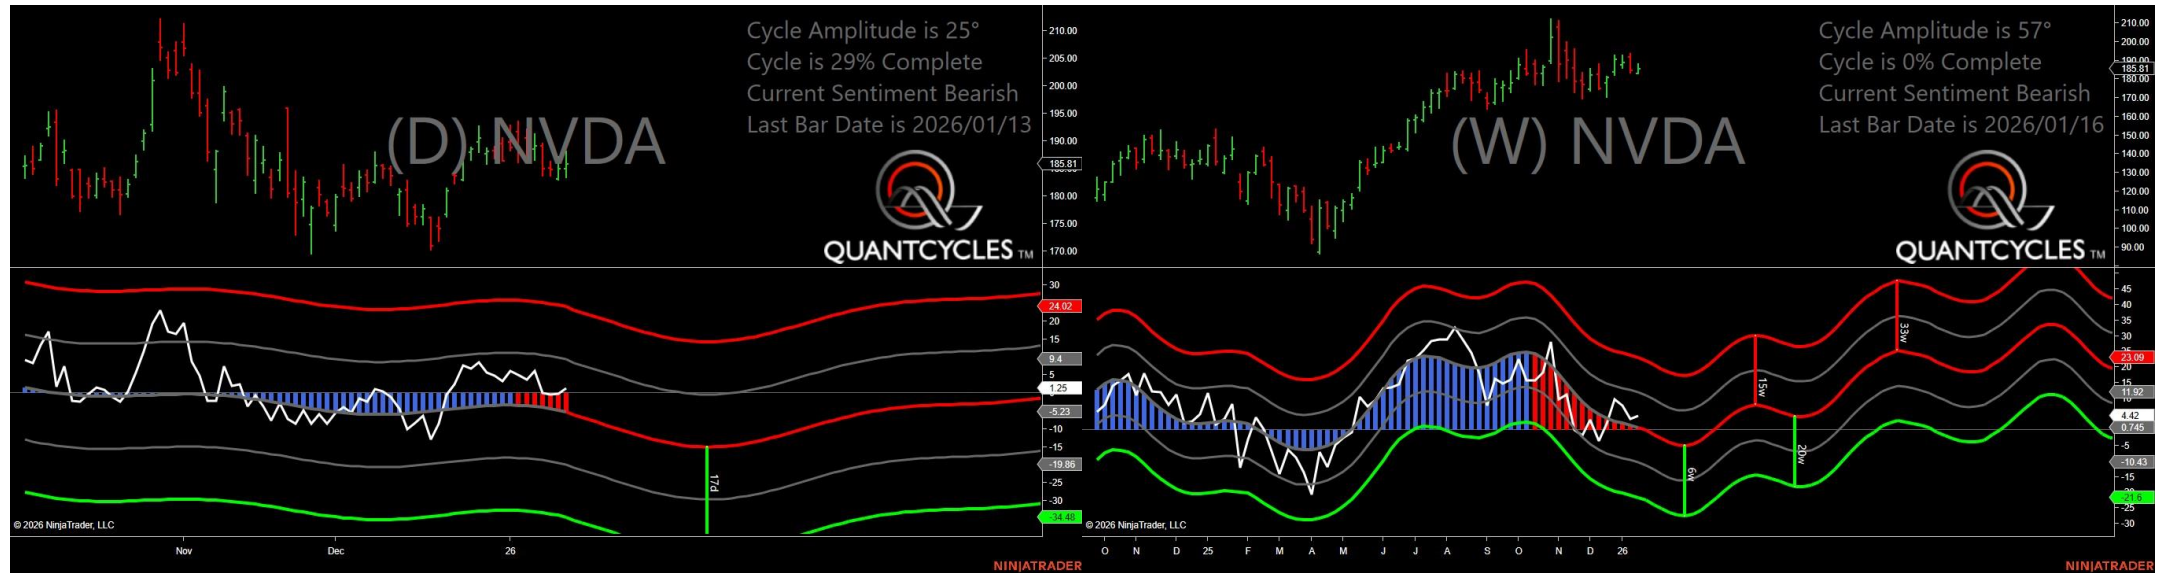 Cycle Amplitude is 25°
Cycle is 29% Complete
Current Sentiment Bearish
Last Bar Date is 2026/01/13
(D) NVDA
QUANTCYCLES TM
210.00
205.00
200.00
195.00
190.00
185.81
180.00
175.00
170.00
30
24.02
20
15
9.4
5
1.25
-5.23
-10
-15
-19.86
-25
-30
-34.48
17d
© 2026 NinjaTrader, LLC
Nov
Dec
26
NINJATRADER
Cycle Amplitude is 57°
Cycle is 0% Complete
Current Sentiment Bearish
Last Bar Date is 2026/01/16
(W) NVDA
QUANTCYCLES TM
210.00
200.00
190.00
185.81
180.00
170.00
160.00
150.00
140.00
130.00
120.00
110.00
100.00
90.00
45
40
35
30
23.09
20
15
11.92
4.42
0.745
-5
-10.43
-15
-21.6
-25
-30
6w
15w
20w
33w
© 2026 NinjaTrader, LLC
O
N
D
25
F
M
A
M
J
J
A
S
O
N
D
26
NINJATRADER